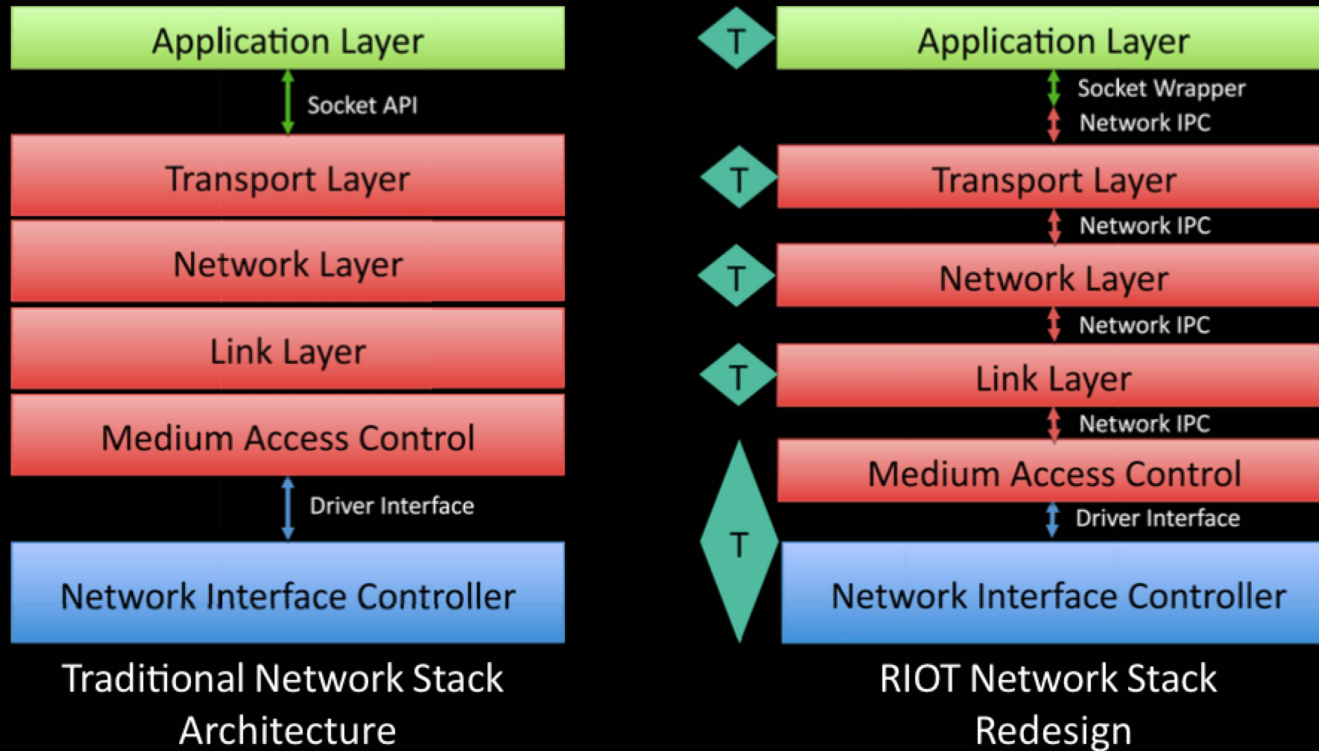 Application Layer
Socket API
Transport Layer
Network Layer
Link Layer
Medium Access Control
Driver Interface
Network Interface Controller
Traditional Network Stack
Architecture
T
Application Layer
Socket Wrapper
Network IPC
T
Transport Layer
Network IPC
T
Network Layer
Network IPC
T
Link Layer
Network IPC
Medium Access Control
Driver Interface
T
Network Interface Controller
RIOT Network Stack
Redesign